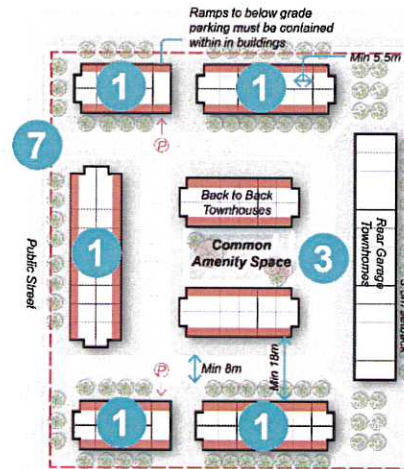 Ramps to below grade
parking must be contained
within in buildings
Min 5.5m
1
1
P
7
Back to Back
Townhouses
1
Common
Amenity Space
3
Rear Garage
Townhomes
Public Street
Min 8m
Min 18m
P
1
1
setback